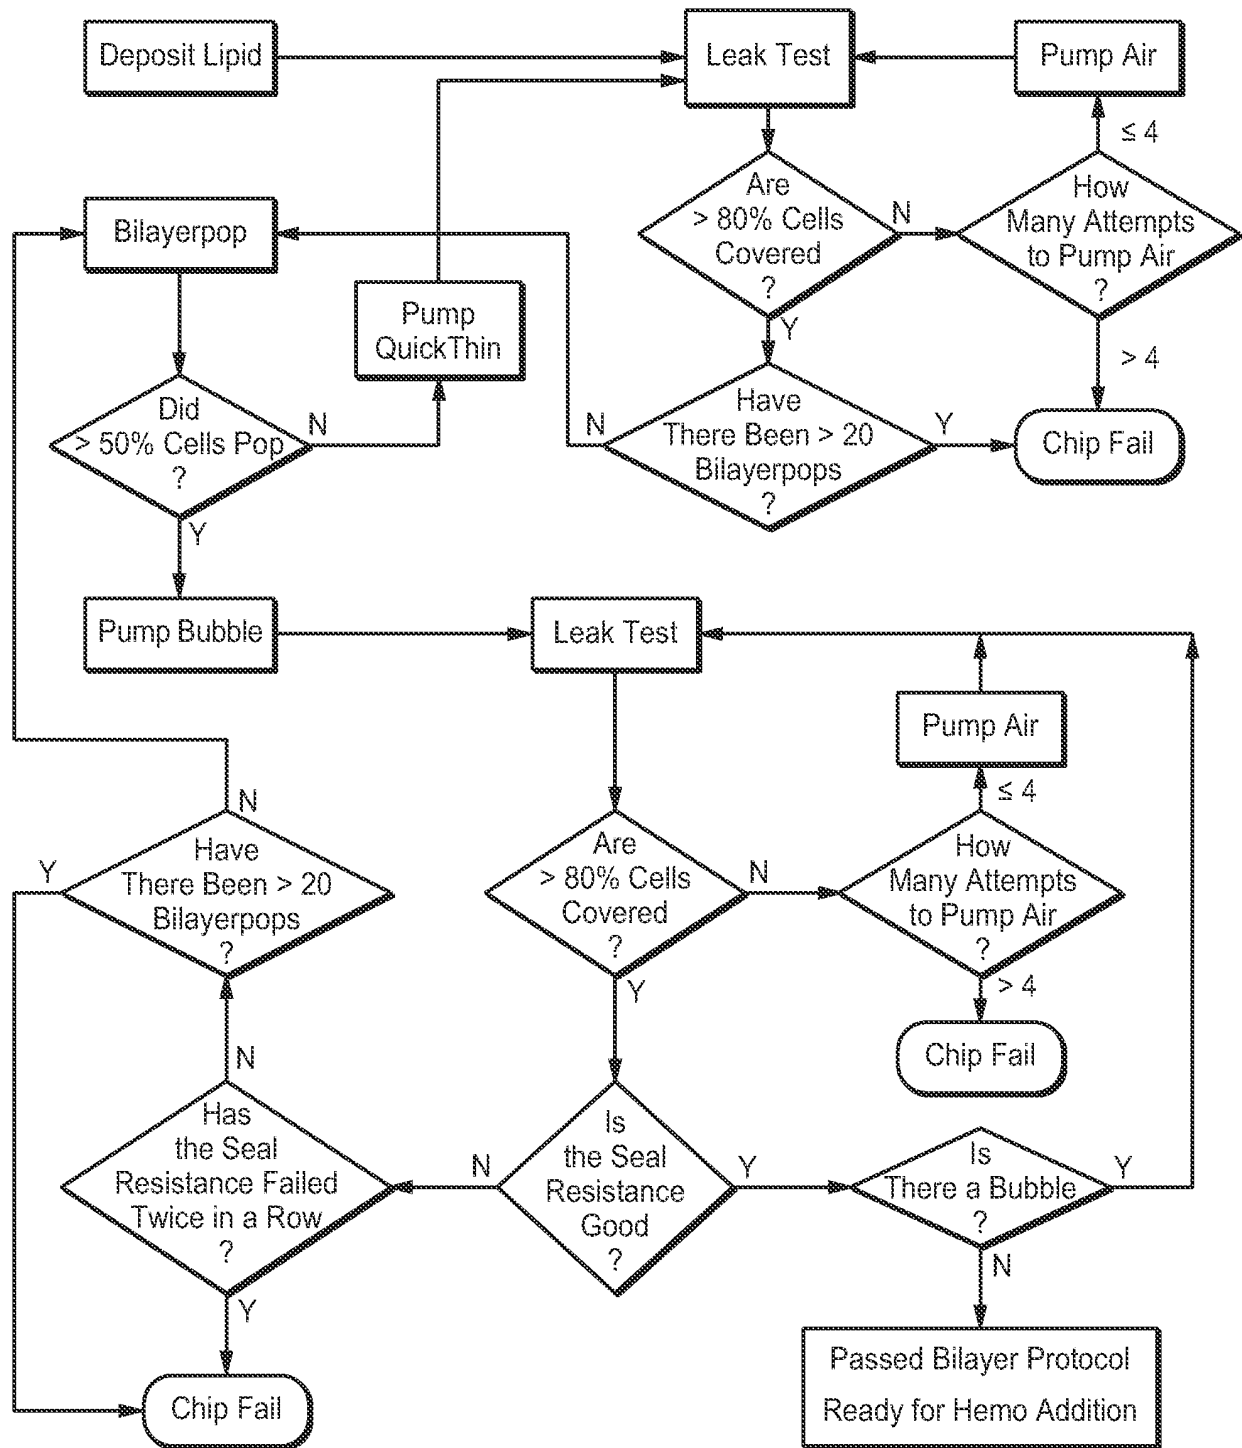 Deposit Lipid
Leak Test
Pump Air
≤ 4
Are
> 80% Cells
Covered
?
N
How
Many Attempts
to Pump Air
?
Bilayerpop
Pump
QuickThin
Y
> 4
Did
> 50% Cells Pop
?
N
Have
There Been > 20
Bilayerpops
?
N
Y
Chip Fail
Y
Pump Bubble
Leak Test
Pump Air
≤ 4
N
Y
Have
There Been > 20
Bilayerpops
?
Are
> 80% Cells
Covered
?
N
How
Many Attempts
to Pump Air
?
Y
> 4
Chip Fail
N
Has
the Seal
Resistance Failed
Twice in a Row
?
N
Is
the Seal
Resistance
Good
?
Y
Is
There a Bubble
?
Y
N
Y
Passed Bilayer Protocol
Ready for Hemo Addition
Chip Fail